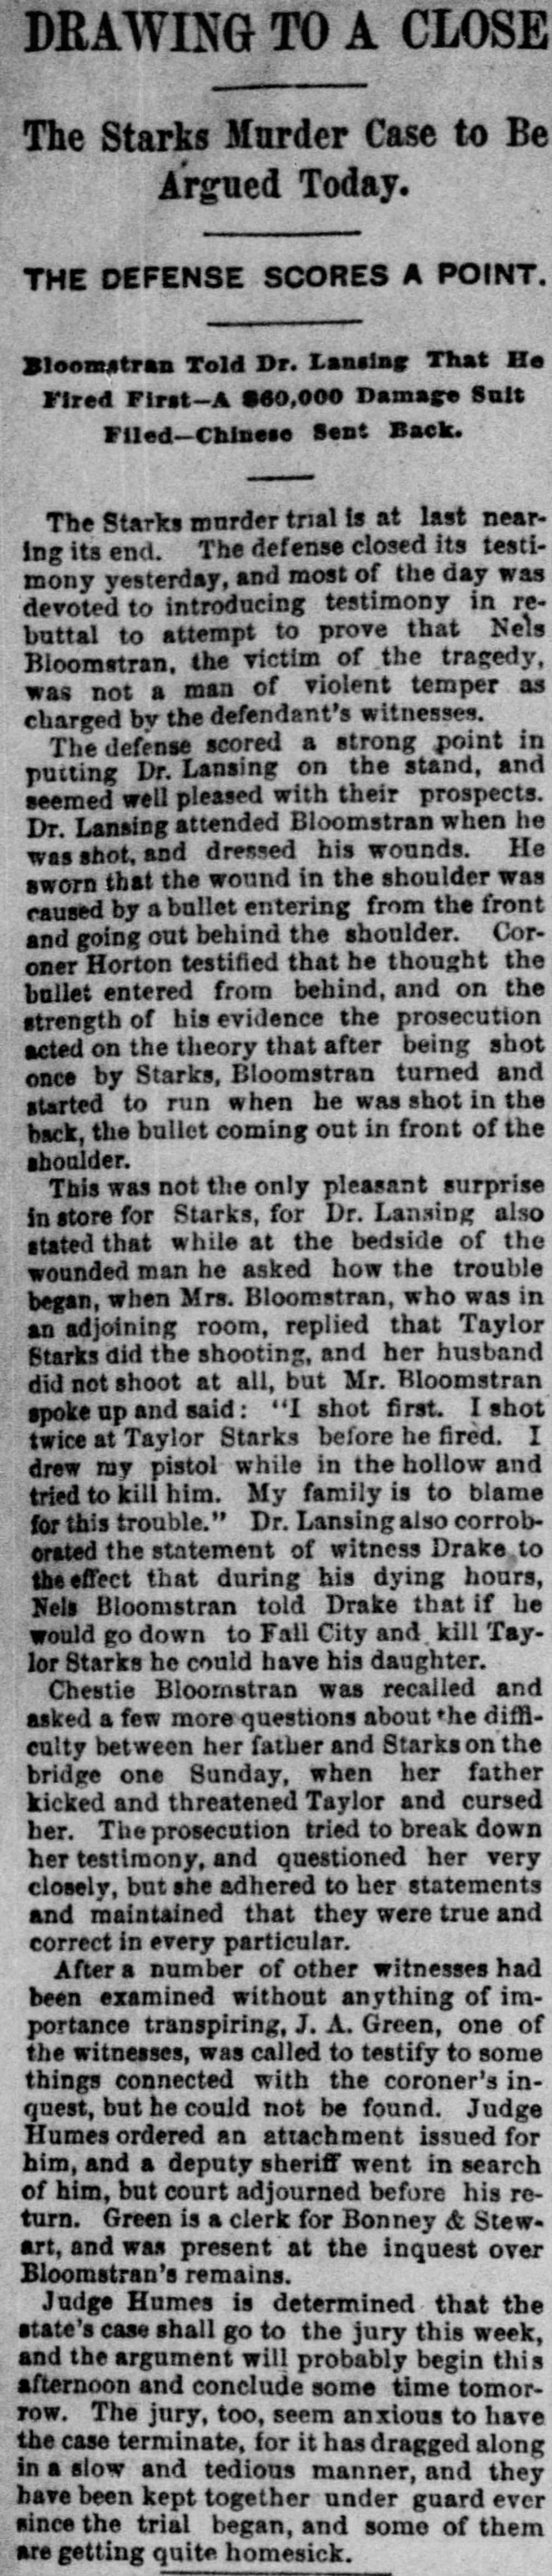 DRAWING TO A CLOSE
The Starks Murder Case to Be
Argued Today.
THE DEFENSE SCORES A POINT.
Bloomstran Told Dr. Lansing That He
Fired First—A $60,000 Damage Suit
Filed—Chinese Sent Back.
The Starks murder trial is at last near-
ing its end. The defense closed its testi-
mony yesterday, and most of the day was
devoted to introducing testimony in re-
buttal to attempt to prove that Nels
Bloomstran, the victim of the tragedy,
was not a man of violent temper as
charged by the defendant's witnesses.
The defense scored a strong point in
putting Dr. Lansing on the stand, and
seemed well pleased with their prospects.
Dr. Lansing attended Bloomstran when he
was shot, and dressed his wounds. He
sworn that the wound in the shoulder was
caused by a bullet entering from the front
and going out behind the shoulder. Cor-
oner Horton testified that he thought the
bullet entered from behind, and on the
strength of his evidence the prosecution
acted on the theory that after being shot
once by Starks, Bloomstran turned and
started to run when he was shot in the
back, the bullet coming out in front of the
shoulder.
This was not the only pleasant surprise
in store for Starks, for Dr. Lansing also
stated that while at the bedside of the
wounded man he asked how the trouble
began, when Mrs. Bloomstran, who was in
an adjoining room, replied that Taylor
Starks did the shooting, and her husband
did not shoot at all, but Mr. Bloomstran
spoke up and said: "I shot first. I shot
twice at Taylor Starks before he fired. I
drew my pistol while in the hollow and
tried to kill him. My family is to blame
for this trouble." Dr. Lansing also corrob-
orated the statement of witness Drake to
the effect that during his dying hours,
Nels Bloomstran told Drake that if he
would go down to Fall City and kill Tay-
lor Starks he could have his daughter.
Chestie Bloomstran was recalled and
asked a few more questions about the diffi-
culty between her father and Starks on the
bridge one Sunday, when her father
kicked and threatened Taylor and cursed
her. The prosecution tried to break down
her testimony, and questioned her very
closely, but she adhered to her statements
and maintained that they were true and
correct in every particular.
After a number of other witnesses had
been examined without anything of im-
portance transpiring, J. A. Green, one of
the witnesses, was called to testify to some
things connected with the coroner's in-
quest, but he could not be found. Judge
Humes ordered an attachment issued for
him, and a deputy sheriff went in search
of him, but court adjourned before his re-
turn. Green is a clerk for Bonney & Stew-
art, and was present at the inquest over
Bloomstran's remains.
Judge Humes is determined that the
state's case shall go to the jury this week,
and the argument will probably begin this
afternoon and conclude some time tomor-
row. The jury, too, seem anxious to have
the case terminate, for it has dragged along
in a slow and tedious manner, and they
have been kept together under guard ever
since the trial began, and some of them
are getting quite homesick.